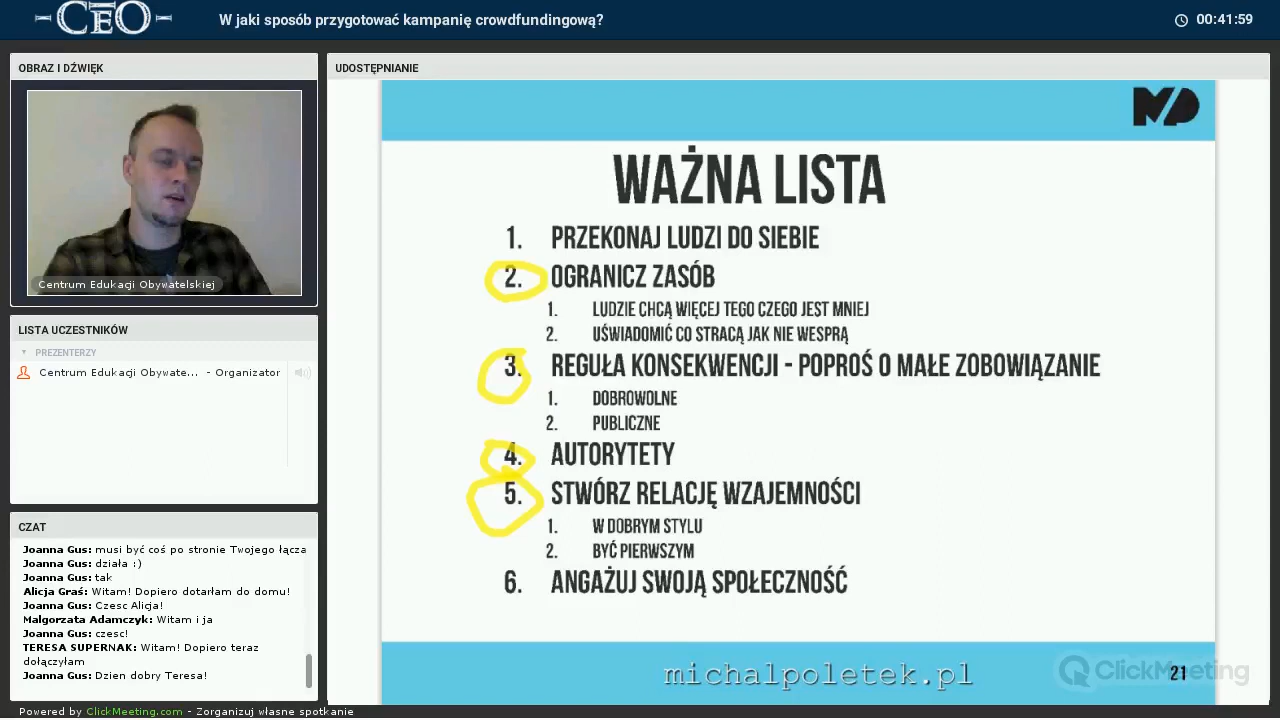 CEO
W jaki sposób przygotować kampanię crowdfundingową?
00:41:59
OBRAZ I DŹWIĘK
Centrum Edukacji Obywatelskiej
LISTA UCZESTNIKÓW
PREZENTERZY
Centrum Edukacji Obywate... - Organizator
CZAT
Joanna Gus: musi być coś po stronie Twojego łącza
Joanna Gus: działa :)
Joanna Gus: tak
Alicja Graś: Witam! Dopiero dotarłam do domu!
Joanna Gus: Czesc Alicja!
Malgorzata Adamczyk: Witam i ja
Joanna Gus: czesc!
TERESA SUPERNAK: Witam! Dopiero teraz
dołączyłam
Joanna Gus: Dzien dobry Teresa!
UDOSTĘPNIANIE
MP
WAŻNA LISTA
1. PRZEKONAJ LUDZI DO SIEBIE
2. OGRANICZ ZASÓB
1. LUDZIE CHCĄ WIĘCEJ TEGO CZEGO JEST MNIEJ
2. UŚWIADOMIĆ CO STRACĄ JAK NIE WESPRĄ
3. REGUŁA KONSEKWENCJI - POPROŚ O MAŁE ZOBOWIĄZANIE
1. DOBROWOLNE
2. PUBLICZNE
4. AUTORYTETY
5. STWÓRZ RELACJĘ WZAJEMNOŚCI
1. W DOBRYM STYLU
2. BYĆ PIERWSZYM
6. ANGAŻUJ SWOJĄ SPOŁECZNOŚĆ
michalpoletek.pl
21
ClickMeeting
Powered by ClickMeeting.com - Zorganizuj własne spotkanie